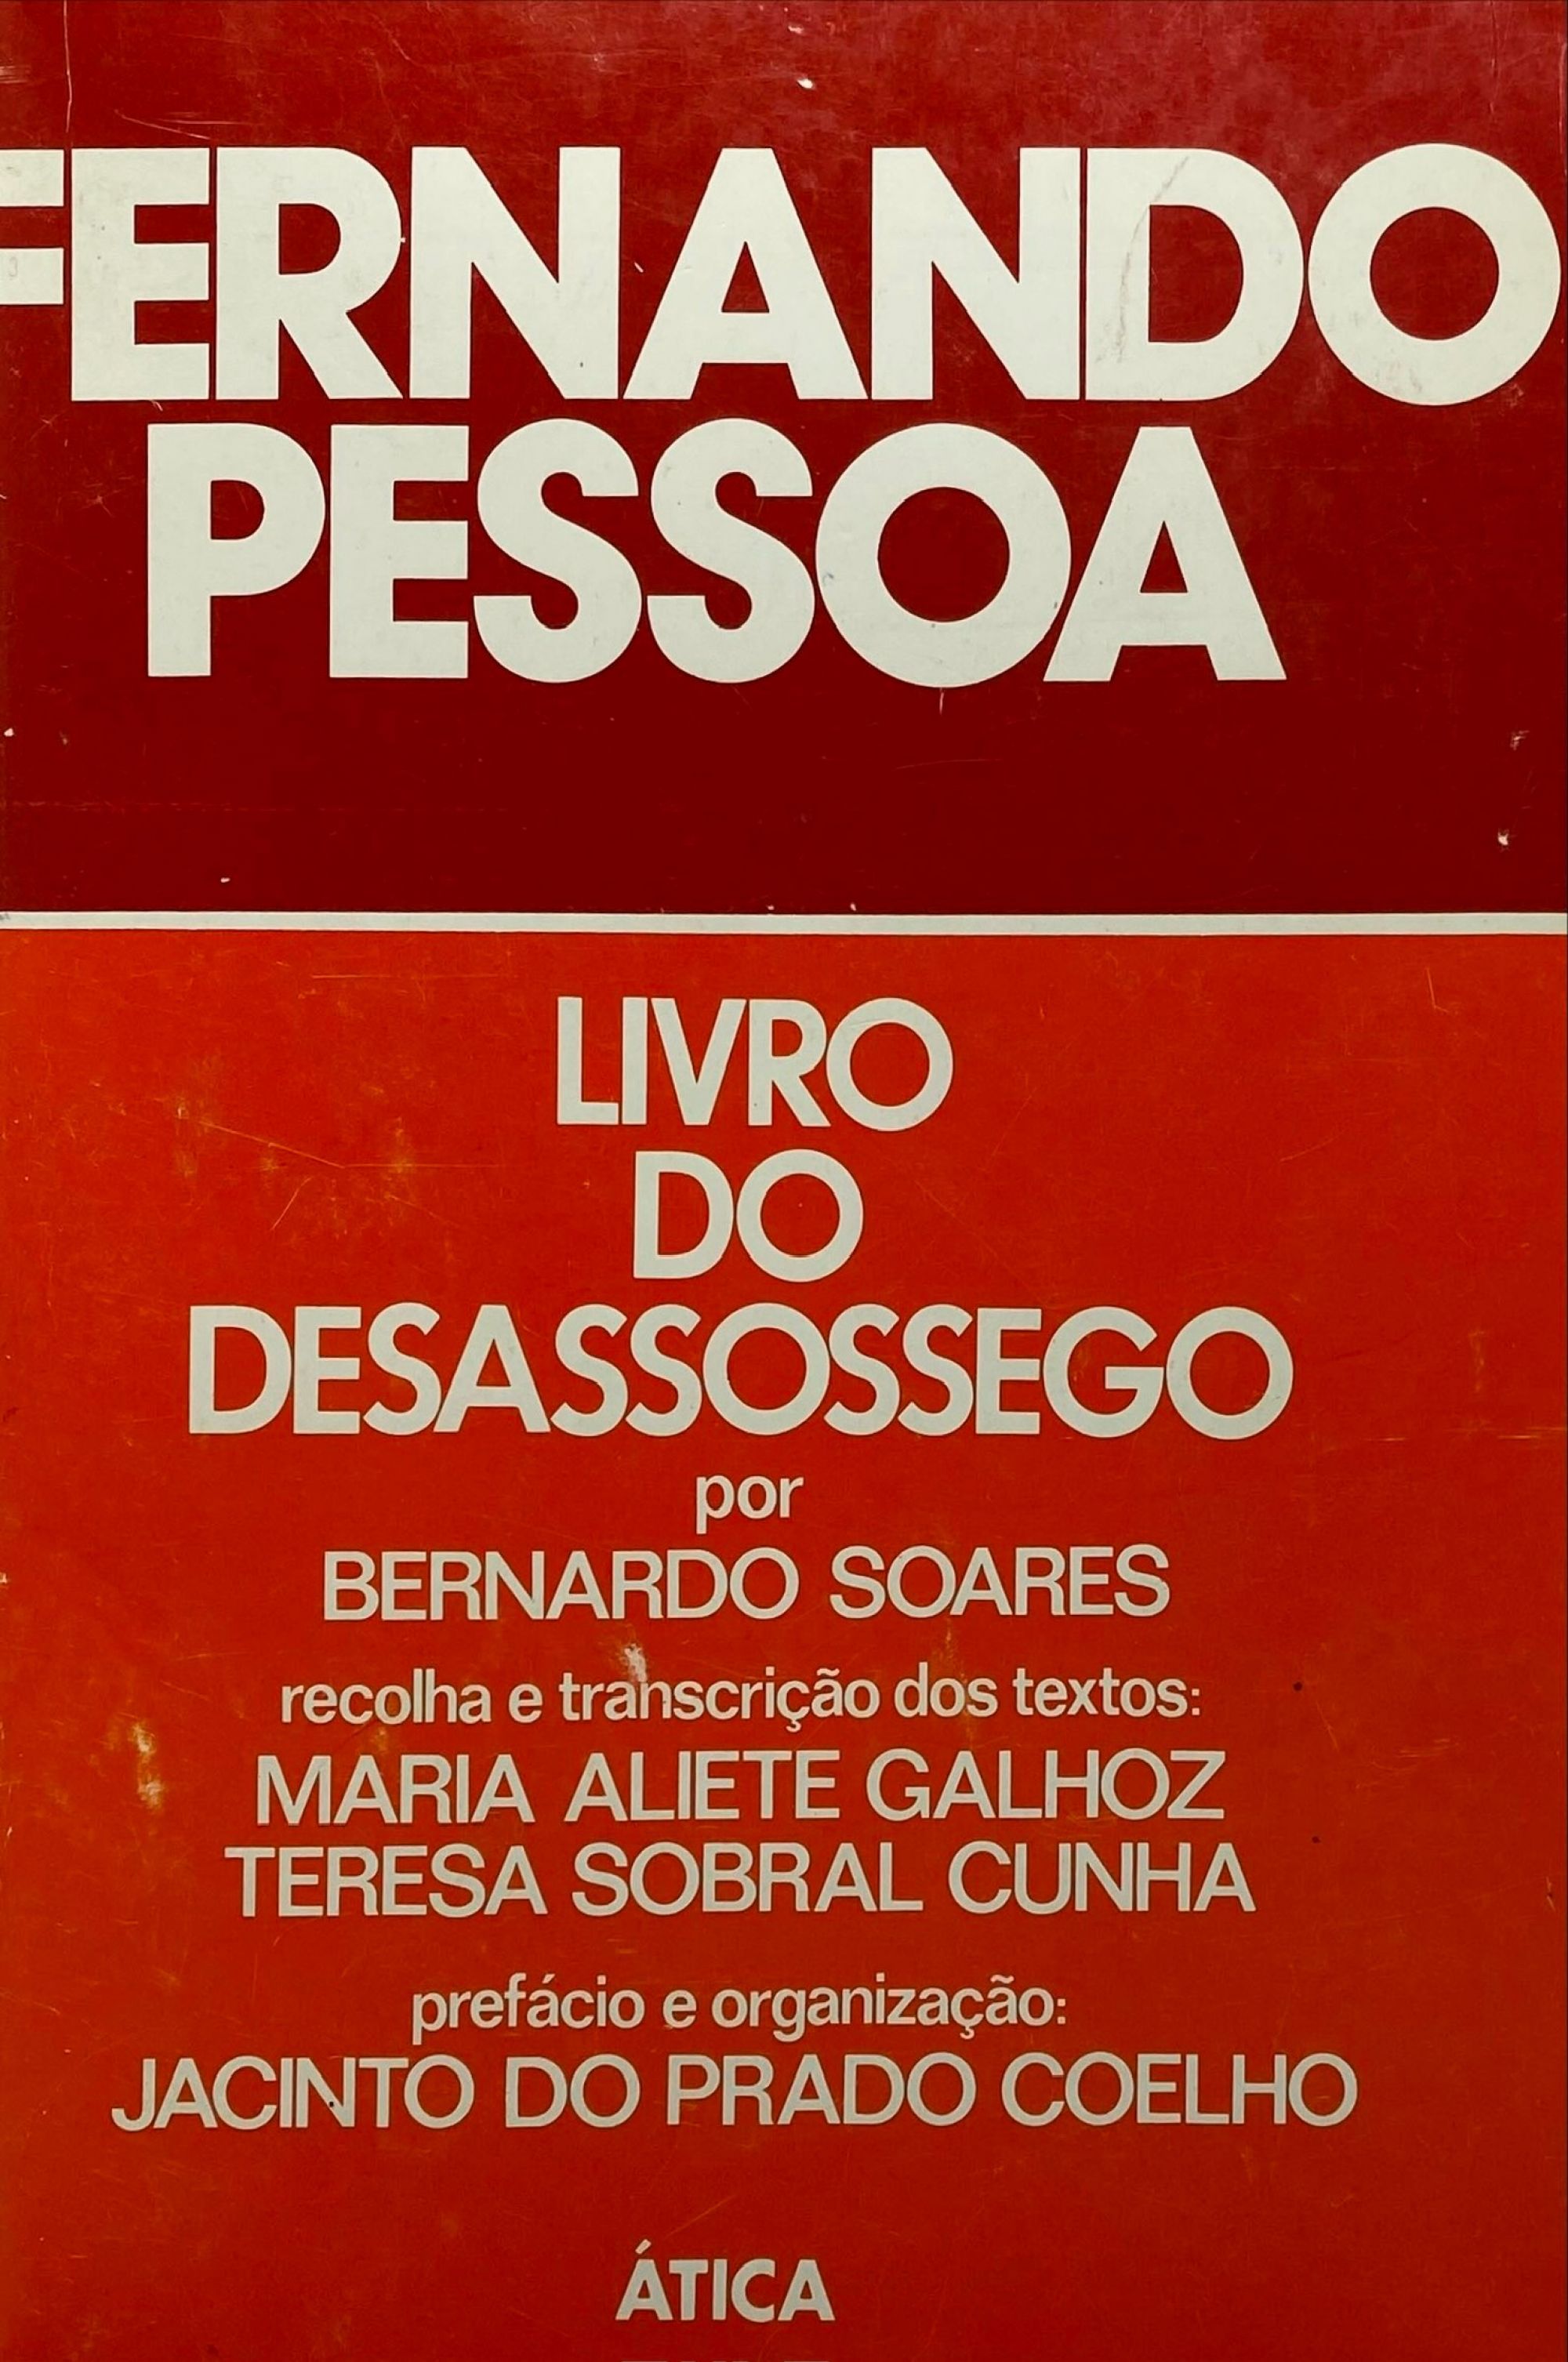 FERNANDO
PESSOA
LIVRO
DO
DESASSOSSEGO
por
BERNARDO SOARES
recolha e transcrição dos textos:
MARIA ALIETE GALHOZ
TERESA SOBRAL CUNHA
prefácio e organização:
JACINTO DO PRADO COELHO
ÁTICA